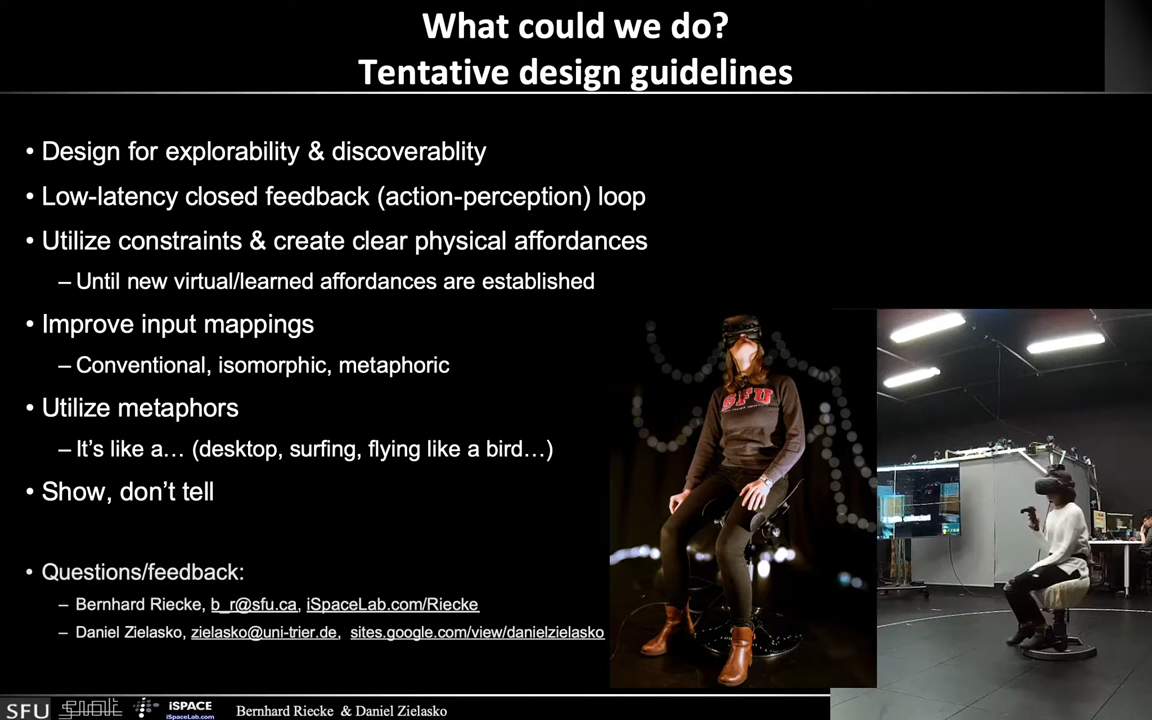 What could we do?
Tentative design guidelines
• Design for explorability & discoverablity
• Low-latency closed feedback (action-perception) loop
• Utilize constraints & create clear physical affordances
– Until new virtual/learned affordances are established
• Improve input mappings
– Conventional, isomorphic, metaphoric
• Utilize metaphors
– It’s like a… (desktop, surfing, flying like a bird…)
• Show, don’t tell
• Questions/feedback:
– Bernhard Riecke, b_r@sfu.ca, iSpaceLab.com/Riecke
– Daniel Zielasko, zielasko@uni-trier.de, sites.google.com/view/danielzielasko
SFU
SFU
iSPACE
iSpaceLab.com
Bernhard Riecke & Daniel Zielasko